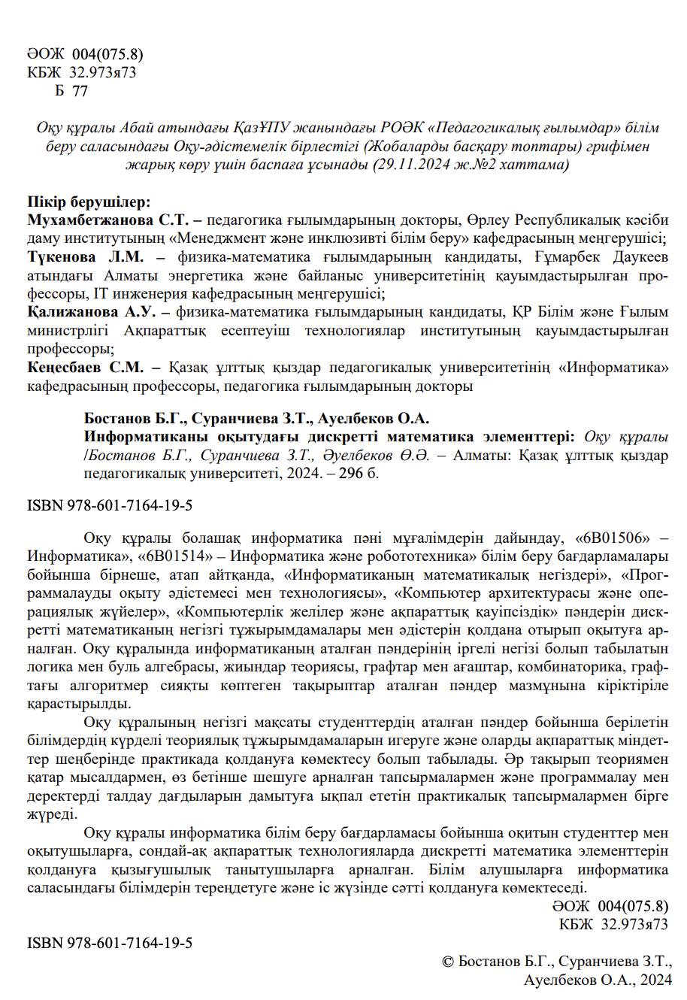 ӘОЖ 004(075.8)
КБЖ 32.973я73
Б 77
Оқу құралы Абай атындағы ҚазҰПУ жанындағы РОӘК «Педагогикалық ғылымдар» білім
беру саласындағы Оқу-әдістемелік бірлестігі (Жобаларды басқару топтары) грифімен
жарық көру үшін баспаға ұсынады (29.11.2024 ж.№2 хаттама)
Пікір берушілер:
Мухамбетжанова С.Т. – педагогика ғылымдарының докторы, Өрлеу Республикалық кәсіби
даму институтының «Менеджмент және инклюзивті білім беру» кафедрасының меңгерушісі;
Түкенова Л.М. – физика-математика ғылымдарының кандидаты, Ғұмарбек Даукеев
атындағы Алматы энергетика және байланыс университетінің қауымдастырылған про-
фессоры, IT инженерия кафедрасының меңгерушісі;
Қалижанова А.У. – физика-математика ғылымдарының кандидаты, ҚР Білім және Ғылым
министрлігі Ақпараттық есептеуіш технологиялар институтының қауымдастырылған
профессоры;
Кеңесбаев С.М. – Қазақ ұлттық қыздар педагогикалық университетінің «Информатика»
кафедрасының профессоры, педагогика ғылымдарының докторы
Бостанов Б.Г., Суранчиева З.Т., Ауелбеков О.А.
Информатиканы оқытудағы дискретті математика элементтері: Оқу құралы
/Бостанов Б.Г., Суранчиева З.Т., Әуелбеков Ө.Ә. – Алматы: Қазақ ұлттық қыздар
педагогикалық университеті, 2024. – 296 б.
ISBN 978-601-7164-19-5
Оқу құралы болашақ информатика пәні мұғалімдерін дайындау, «6В01506» –
Информатика», «6В01514» – Информатика және робототехника» білім беру бағдарламалары
бойынша бірнеше, атап айтқанда, «Информатиканың математикалық негіздері», «Прог-
раммалауды оқыту әдістемесі мен технологиясы», «Компьютер архитектурасы және опе-
рациялық жүйелер», «Компьютерлік желілер және ақпараттық қауіпсіздік» пәндерін диск-
ретті математиканың негізгі тұжырымдамалары мен әдістерін қолдана отырып оқытуға ар-
налған. Оқу құралында информатиканың аталған пәндерінің іргелі негізі болып табылатын
логика мен буль алгебрасы, жиындар теориясы, графтар мен ағаштар, комбинаторика, граф-
тағы алгоритмер сияқты көптеген тақырыптар аталған пәндер мазмұнына кіріктіріле
қарастырылды.
Оқу құралының негізгі мақсаты студенттердің аталған пәндер бойынша берілетін
білімдердің күрделі теориялық тұжырымдамаларын игеруге және оларды ақпараттық міндет-
тер шеңберінде практикада қолдануға көмектесу болып табылады. Әр тақырып теориямен
қатар мысалдармен, өз бетінше шешуге арналған тапсырмалармен және программалау мен
деректерді талдау дағдыларын дамытуға ықпал ететін практикалық тапсырмалармен бірге
жүреді.
Оқу құралы информатика білім беру бағдарламасы бойынша оқитын студенттер мен
оқытушыларға, сондай-ақ ақпараттық технологияларда дискретті математика элементтерін
қолдануға қызығушылық танытушыларға арналған. Білім алушыларға информатика
саласындағы білімдерін тереңдетуге және іс жүзінде сәтті қолдануға көмектеседі.
ӘОЖ 004(075.8)
КБЖ 32.973я73
ISBN 978-601-7164-19-5
© Бостанов Б.Г., Суранчиева З.Т.,
Ауелбеков О.А., 2024